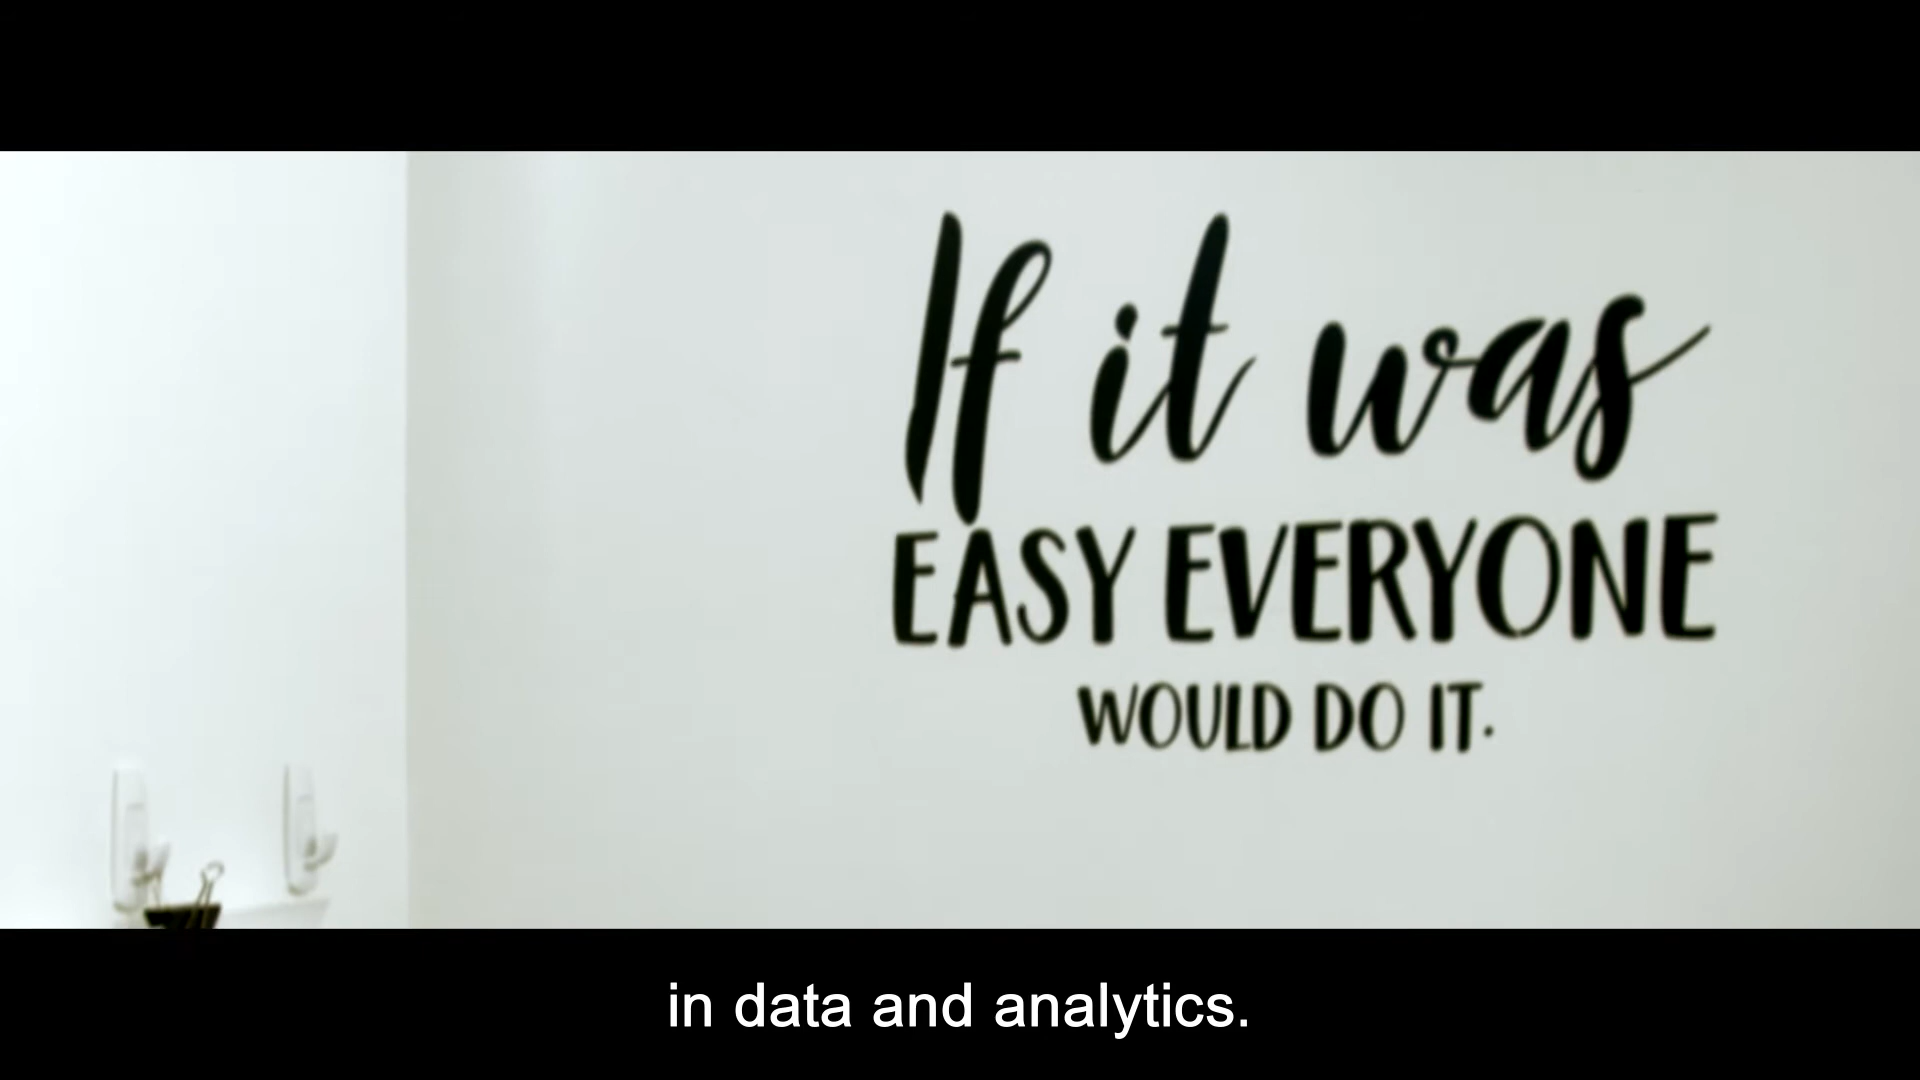 If it was
EASY EVERYONE
WOULD DO IT.
in data and analytics.